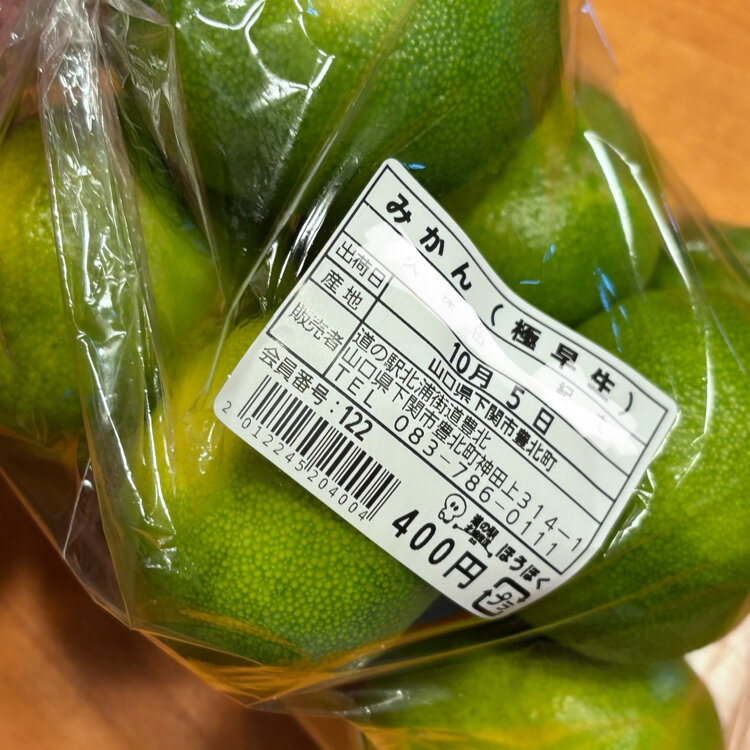 みかん（極早生）
出荷日 10月 5日
産地 山口県下関市豊北町
販売者 道の駅北浦街道豊北
山口県下関市豊北町神田上314-1
TEL 083-786-0111
会員番号：122
2012245204004
400円
ほうほく
プラ